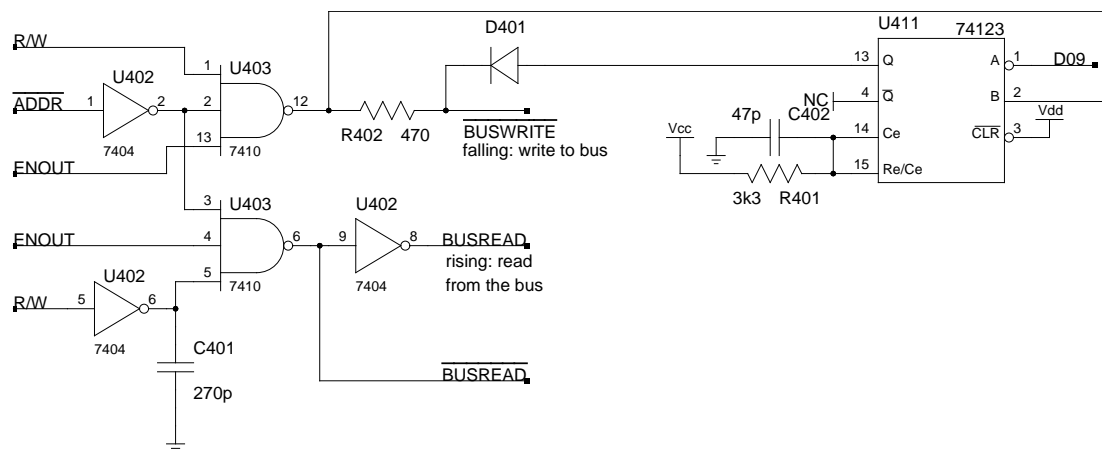 U411
74123
R/W
D401
U402
U403
1
13
Q
A
1
D09
ADDR
1
2
2
12
4
Q
B
2
NC
R402
470
C402
Vdd
7404
13
7410
BUSWRITE
falling: write to bus
47p
Vcc
14
Ce
CLR
3
ENOUT
15
Re/Ce
3k3
R401
3
U403
U402
ENOUT
4
6
9
8
BUSREAD
rising: read
from the bus
U402
5
7410
7404
R/W
5
6
7404
C401
270p
BUSREAD